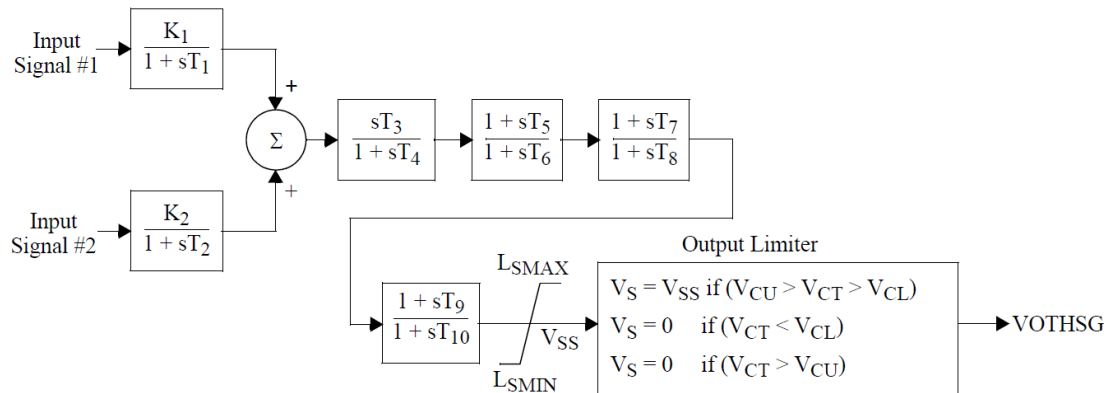 Input
Signal #1
K1
1 + sT1
+
Σ
+
Input
Signal #2
K2
1 + sT2
sT3
1 + sT4
1 + sT5
1 + sT6
1 + sT7
1 + sT8
1 + sT9
1 + sT10
LSMAX
LSMIN
VSS
Output Limiter
VS = VSS if (VCU > VCT > VCL)
VS = 0 if (VCT < VCL)
VS = 0 if (VCT > VCU)
VOTHSG